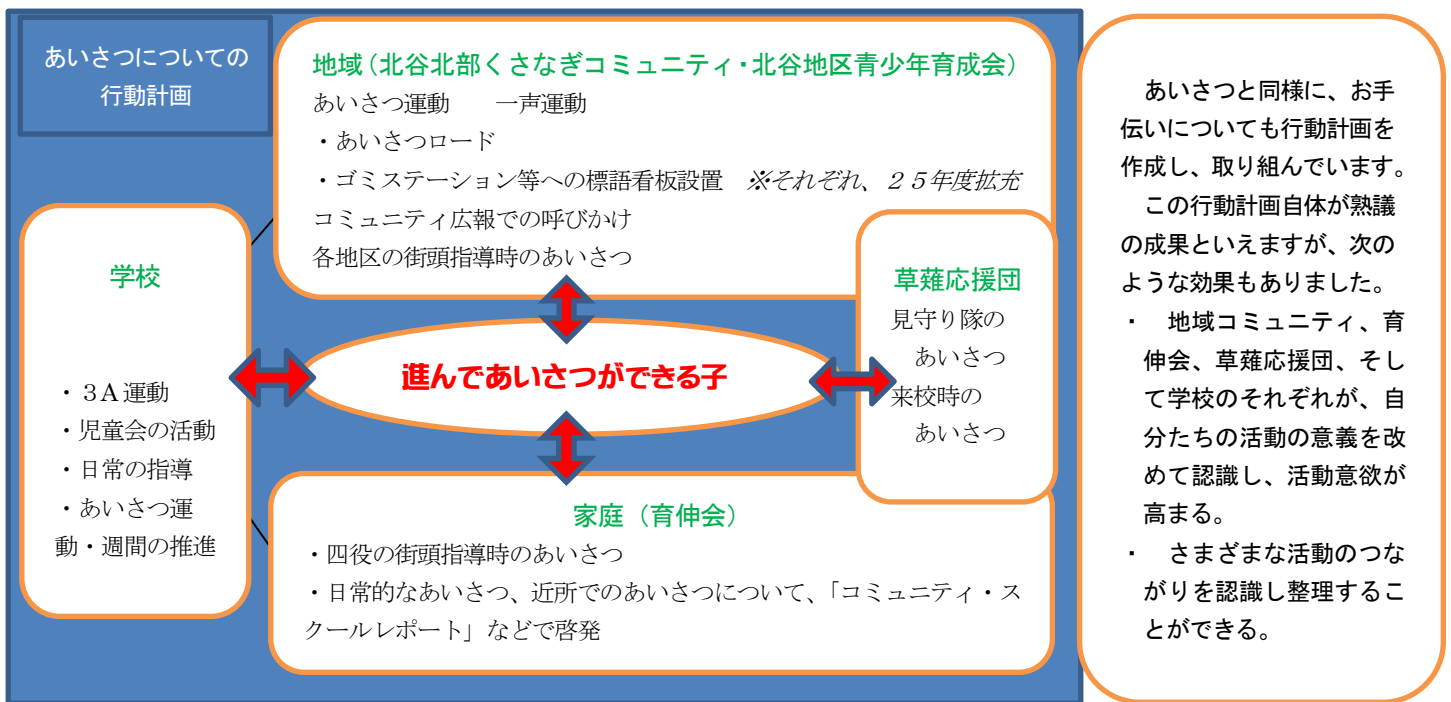 あいさつについての
行動計画
地域（北谷北部くさなぎコミュニティ・北谷地区青少年育成会）
あいさつ運動　　一声運動
・あいさつロード
・ゴミステーション等への標語看板設置　※それぞれ、２５年度拡充
コミュニティ広報での呼びかけ
各地区の街頭指導時のあいさつ
学校
・３Ａ運動
・児童会の活動
・日常の指導
・あいさつ運
動・週間の推進
進んであいさつができる子
草薙応援団
見守り隊の
あいさつ
来校時の
あいさつ
家庭（育伸会）
・四役の街頭指導時のあいさつ
・日常的なあいさつ、近所でのあいさつについて、「コミュニティ・ス
クールレポート」などで啓発
あいさつと同様に、お手
伝いについても行動計画を
作成し、取り組んでいます。
この行動計画自体が熟議
の成果といえますが、次の
ような効果もありました。
・　地域コミュニティ、育
伸会、草薙応援団、そし
て学校のそれぞれが、自
分たちの活動の意義を改
めて認識し、活動意欲が
高まる。
・　さまざまな活動のつな
がりを認識し整理するこ
とができる。